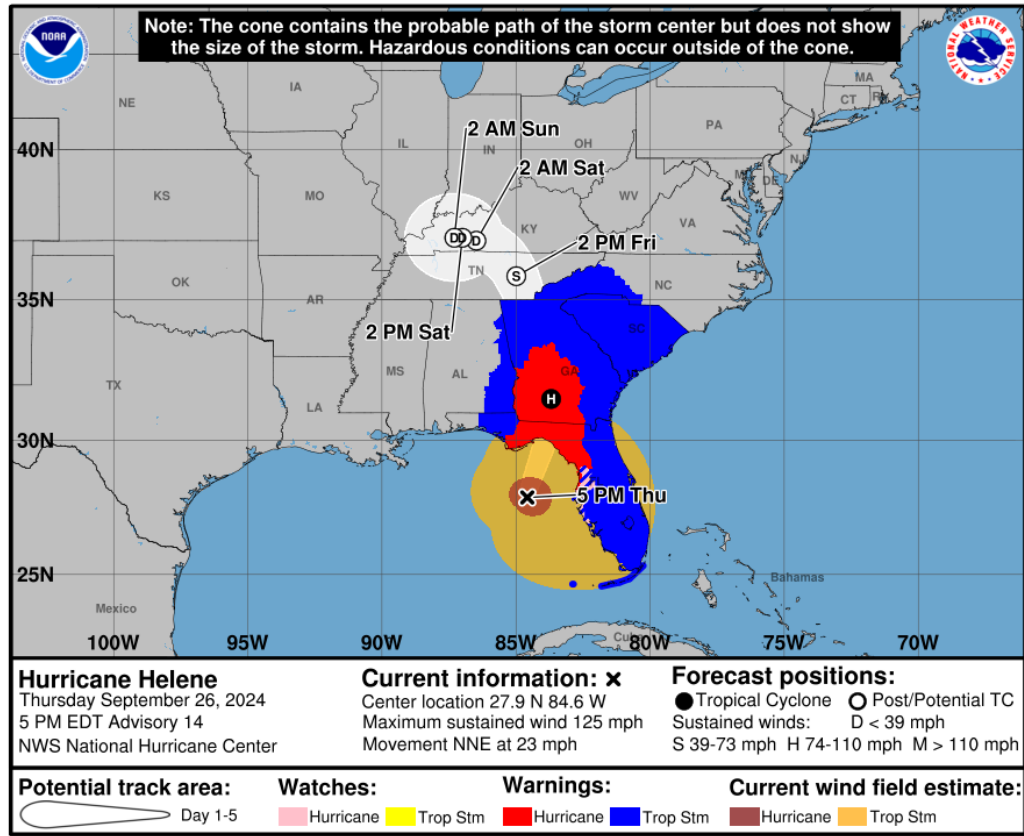 Note: The cone contains the probable path of the storm center but does not show
the size of the storm. Hazardous conditions can occur outside of the cone.
NOAA
NATIONAL WEATHER SERVICE
MA
CT
NE
IA
PA
IL
IN
OH
NJ
DE
2 AM Sun
2 AM Sat
40N
KS
MO
WV
VA
KY
2 PM Fri
D
D
D
S
TN
OK
AR
NC
35N
2 PM Sat
SC
MS
AL
GA
TX
LA
H
30N
5 PM Thu
25N
Bahamas
Mexico
Cuba
100W 95W 90W 85W 80W 75W 70W
Hurricane Helene
Thursday September 26, 2024
5 PM EDT Advisory 14
NWS National Hurricane Center
Current information: ×
Center location 27.9 N 84.6 W
Maximum sustained wind 125 mph
Movement NNE at 23 mph
Forecast positions:
Tropical Cyclone Post/Potential TC
Sustained winds: D < 39 mph
S 39-73 mph H 74-110 mph M > 110 mph
Potential track area:
Day 1-5
Watches:
Hurricane Trop Stm
Warnings:
Hurricane Trop Stm
Current wind field estimate:
Hurricane Trop Stm